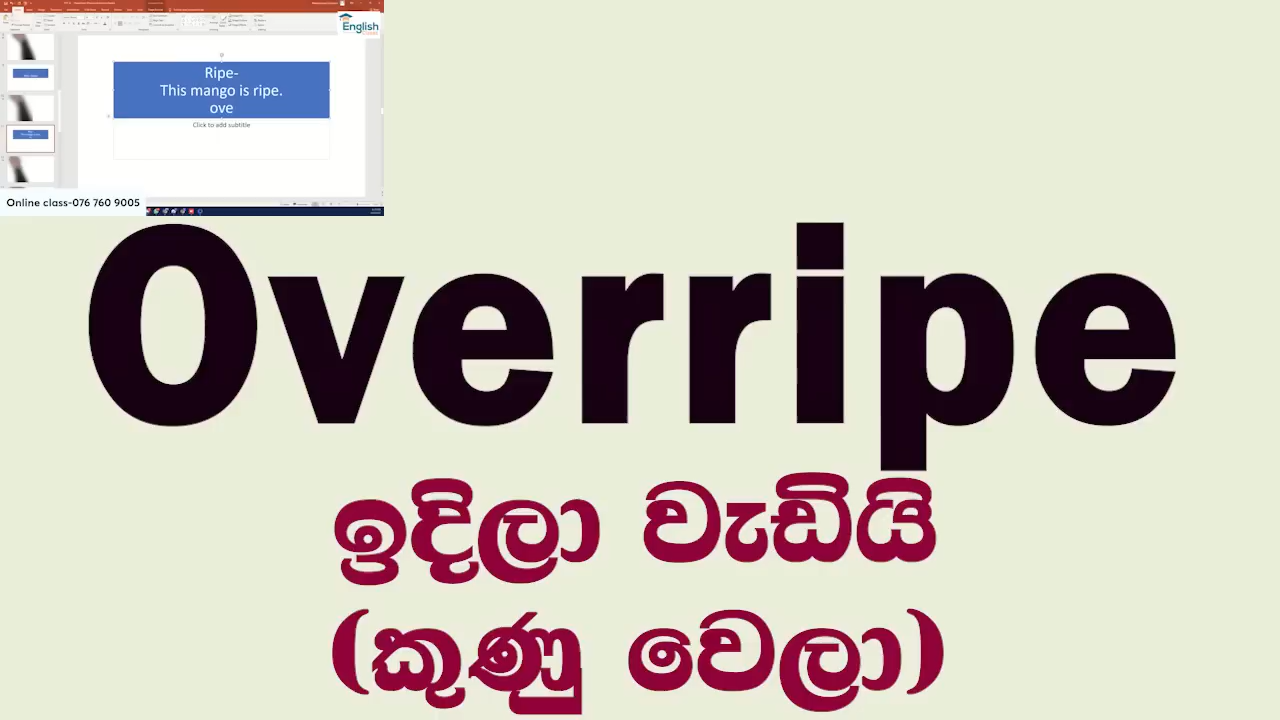 English
Ripe-
This mango is ripe.
ove
Click to add subtitle
Online class-076 760 9005
Overripe
ඉදිලා වැඩියි
(කුණු වෙලා)